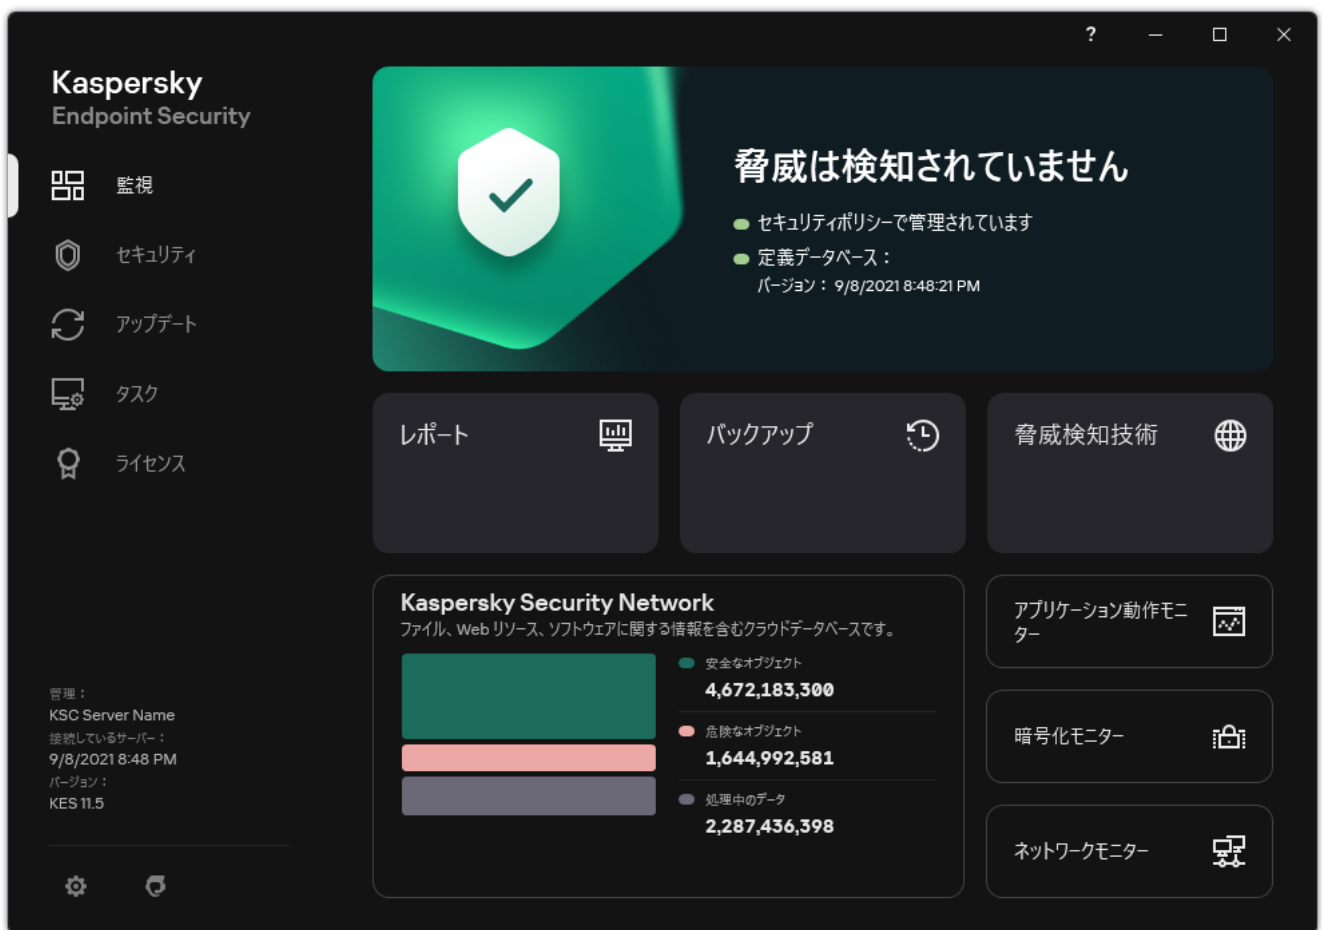 ?
Kaspersky
Endpoint Security
監視
セキュリティ
アップデート
タスク
ライセンス
管理：
KSC Server Name
接続しているサーバー：
9/8/2021 8:48 PM
バージョン：
KES 11.5
脅威は検知されていません
セキュリティポリシーで管理されています
定義データベース：
バージョン： 9/8/2021 8:48:21 PM
レポート
バックアップ
脅威検知技術
Kaspersky Security Network
ファイル、Web リソース、ソフトウェアに関する情報を含むクラウドデータベースです。
安全なオブジェクト
4,672,183,300
危険なオブジェクト
1,644,992,581
処理中のデータ
2,287,436,398
アプリケーション動作モニ
ター
暗号化モニター
ネットワークモニター